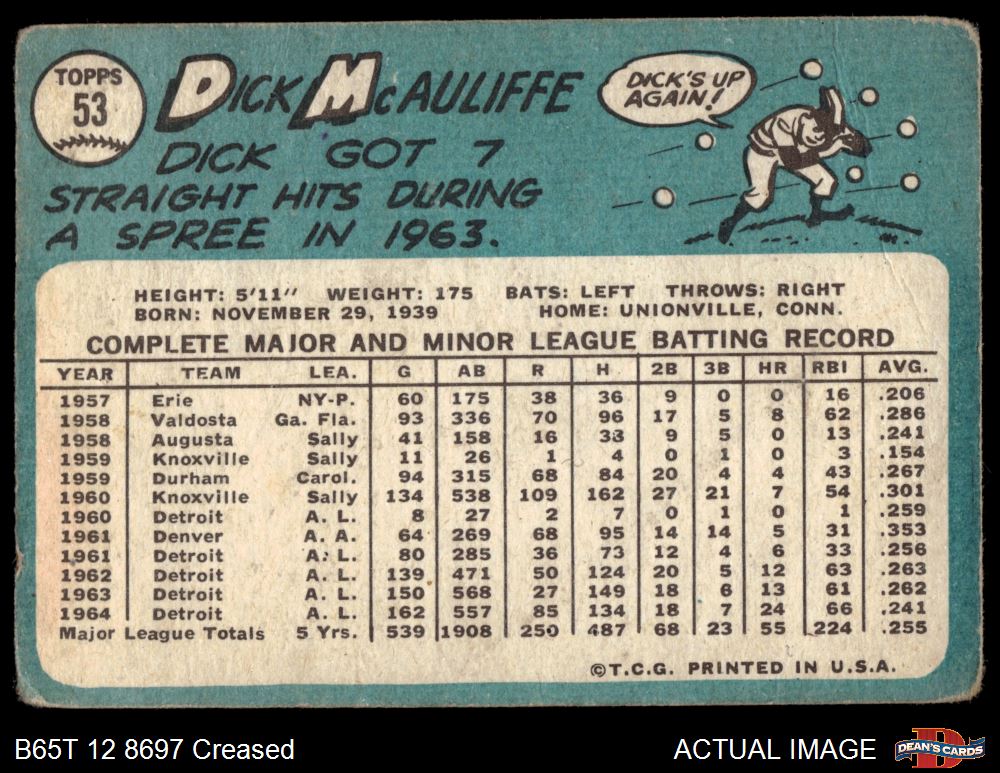 TOPPS
53
DICK McAULIFFE
DICK'S UP
AGAIN!
DICK GOT 7
STRAIGHT HITS DURING
A SPREE IN 1963.
HEIGHT: 5'11" WEIGHT: 175 BATS: LEFT THROWS: RIGHT
BORN: NOVEMBER 29, 1939 HOME: UNIONVILLE, CONN.
COMPLETE MAJOR AND MINOR LEAGUE BATTING RECORD
YEAR TEAM LEA. G AB R H 2B 3B HR RBI AVG.
1957 Erie NY-P. 60 175 38 36 9 0 0 16 .206
1958 Valdosta Ga. Fla. 93 336 70 96 17 5 8 62 .286
1958 Augusta Sally 41 158 16 38 9 5 0 13 .241
1959 Knoxville Sally 11 26 1 4 0 1 0 3 .154
1959 Durham Carol. 94 315 68 84 20 4 4 43 .267
1960 Knoxville Sally 134 538 109 162 27 21 7 54 .301
1960 Detroit A. L. 8 27 2 7 0 1 0 1 .259
1961 Denver A. A. 64 269 68 95 14 14 5 31 .353
1961 Detroit A. L. 80 285 36 73 12 4 6 33 .256
1962 Detroit A. L. 139 471 50 124 20 5 12 63 .263
1963 Detroit A. L. 150 568 27 149 18 6 13 61 .262
1964 Detroit A. L. 162 557 85 134 18 7 24 66 .241
Major League Totals 5 Yrs. 539 1908 250 487 68 23 55 224 .255
©T.C.G. PRINTED IN U.S.A.
B65T 12 8697 Creased
ACTUAL IMAGE
DEAN'S CARDS